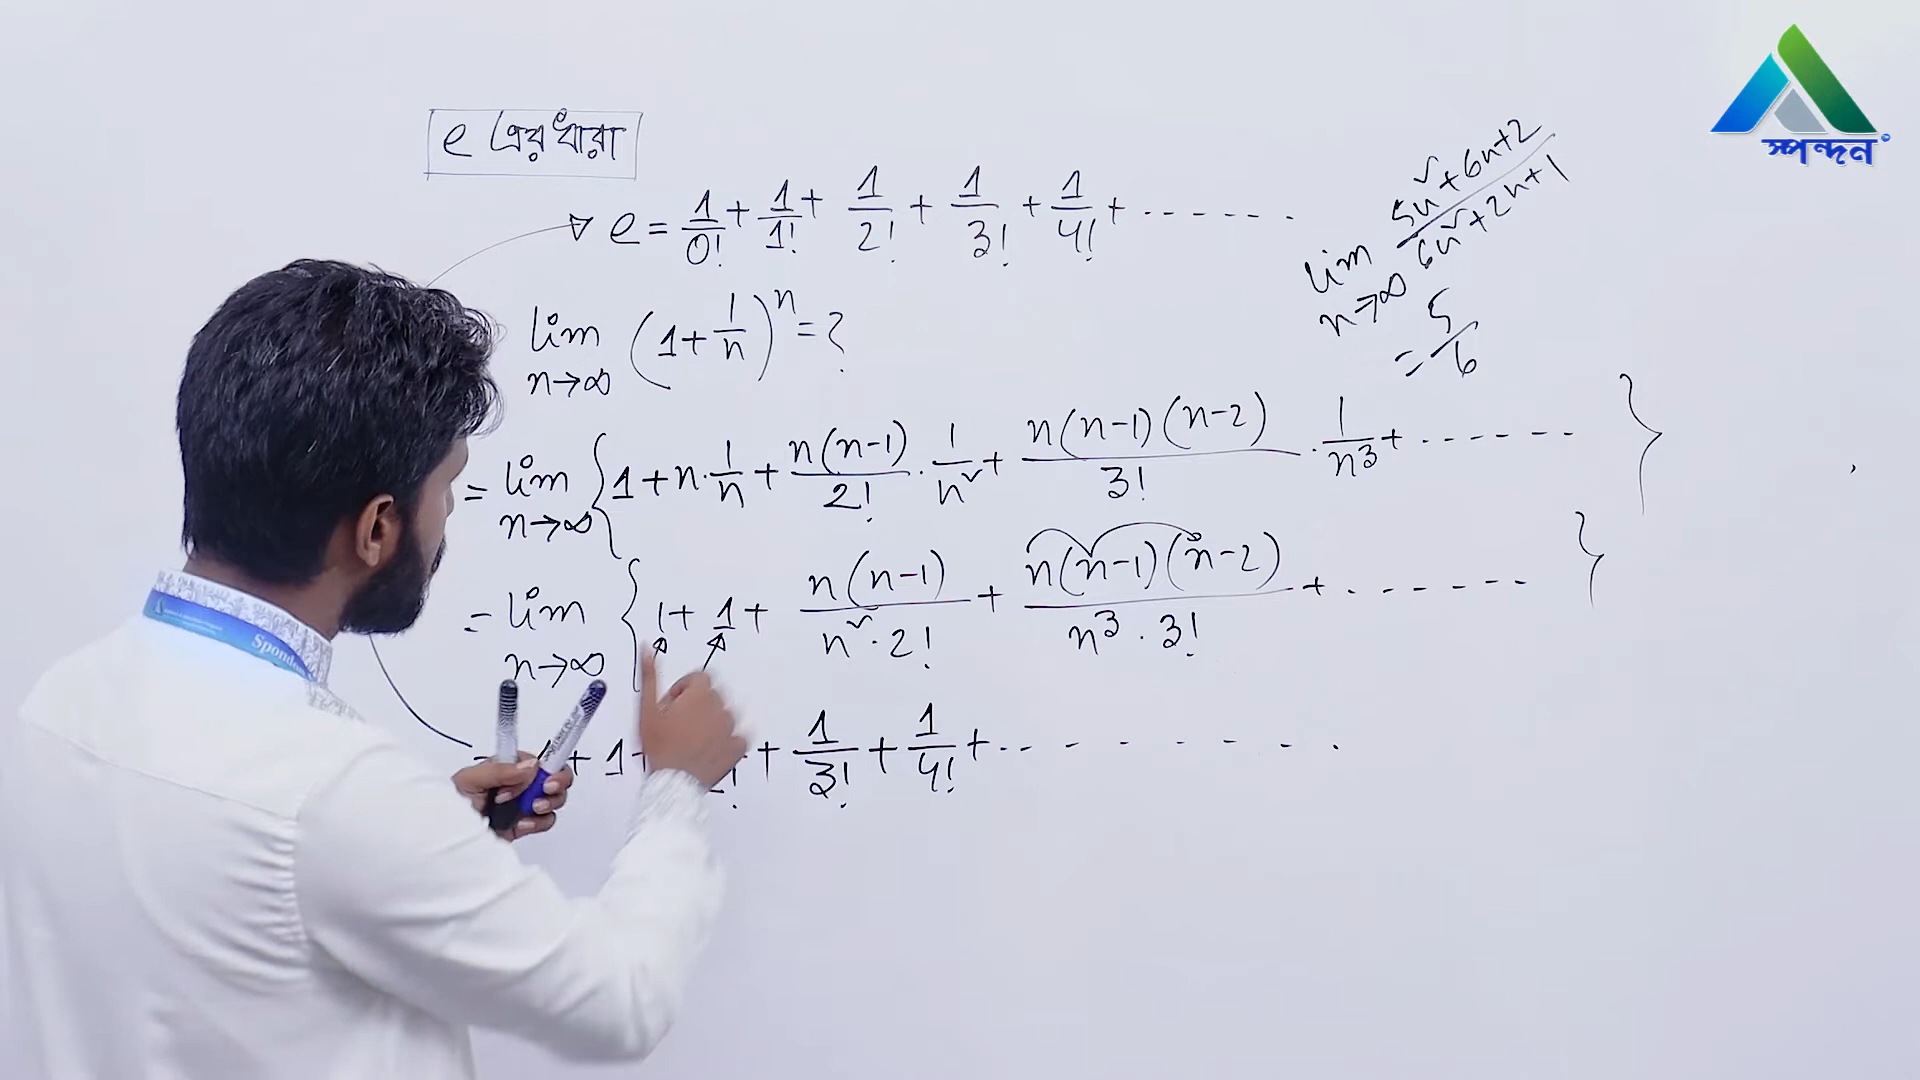 e এর ধারা
e = 1/0! + 1/1! + 1/2! + 1/3! + 1/4! + ......
lim n→∞ (1 + 1/n)^n = ?
= lim n→∞ {1 + n · 1/n + n(n-1)/2! · 1/n² + n(n-1)(n-2)/3! · 1/n³ + ......}
= lim n→∞ {1 + 1 + n(n-1)/n²·2! + n(n-1)(n-2)/n³·3! + ......}
+ 1 + + 1/3! + 1/4! + ........
lim n→∞ 5n² + 6n + 2 / 6n² + 2n + 1
= 5/6
স্পন্দন
Spond